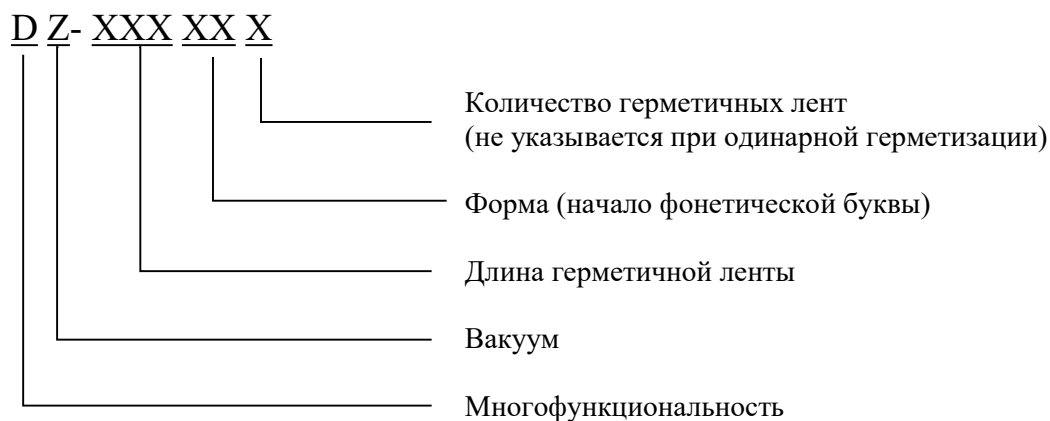 D Z- XXX XX X
Количество герметичных лент
(не указывается при одинарной герметизации)
Форма (начало фонетической буквы)
Длина герметичной ленты
Вакуум
Многофункциональность